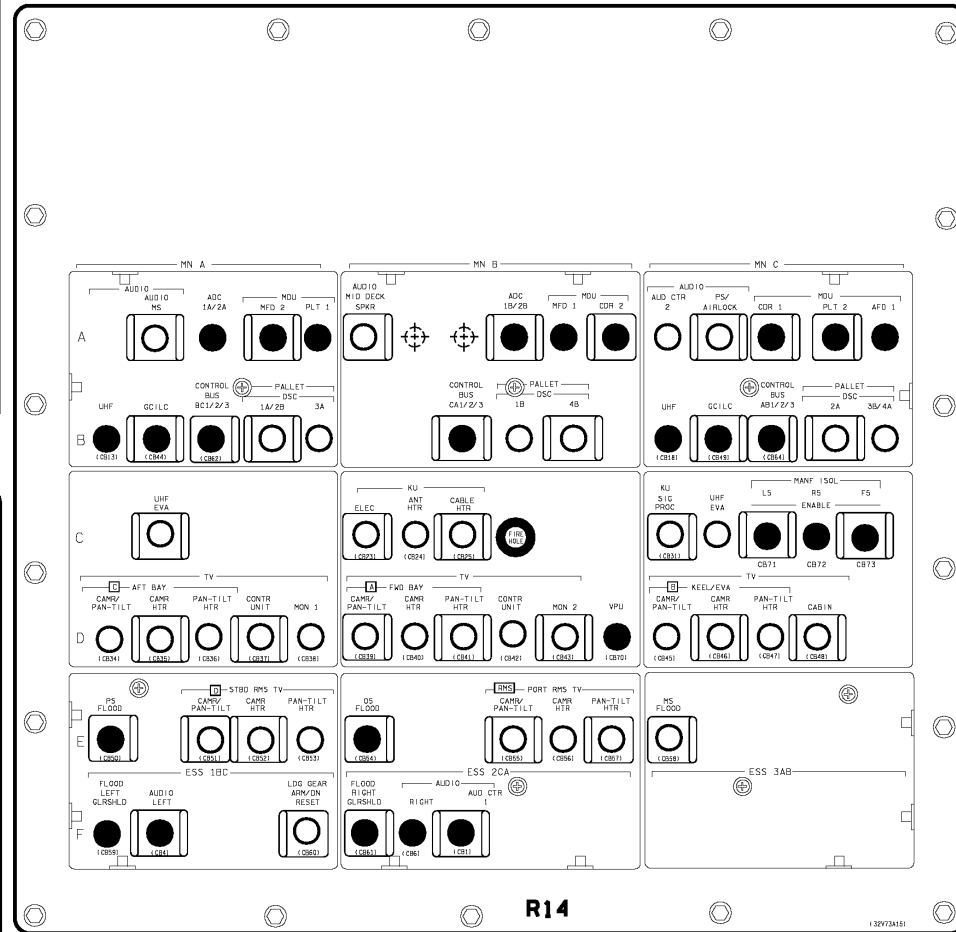 MN A MN B MN C
AUDIO
AUDIO MS
ADC 1A/2A
MDU
MFD 2 PLT 1
AUDIO MID DECK SPKR
ADC 1B/2B
MDU
MFD 1 CDR 2
AUDIO
AUD CTR 2
PS/ AIRLOCK
MDU
CDR 1 PLT 2 AFD 1
A
UHF GCILC
CONTROL BUS BC1/2/3
PALLET
DSC
1A/2B 3A
(CB13) (CB44) (CB62)
CONTROL BUS CA1/2/3
PALLET
DSC
1B 4B
UHF GCILC
CONTROL BUS AB1/2/3
PALLET
DSC
2A 3B/4A
(CB18) (CB49) (CB64)
B
UHF EVA
KU
ELEC
ANT HTR
CABLE HTR
(CB23) (CB24) (CB25)
FIRE HOLE
KU SIG PROC
UHF EVA
(CB31)
MANF ISOL
L5 R5 F5
ENABLE
CB71 CB72 CB73
C
TV
C AFT BAY
CAMR/ PAN-TILT
CAMR HTR
PAN-TILT HTR
CONTR UNIT
MON 1
(CB34) (CB35) (CB36) (CB37) (CB38)
TV
A FWD BAY
CAMR/ PAN-TILT
CAMR HTR
PAN-TILT HTR
CONTR UNIT
MON 2
VPU
(CB39) (CB40) (CB41) (CB42) (CB43) (CB70)
TV
B KEEL/EVA
CAMR/ PAN-TILT
CAMR HTR
PAN-TILT HTR
CABIN
(CB45) (CB46) (CB47) (CB48)
D
PS FLOOD
D STBD RMS TV
CAMR/ PAN-TILT
CAMR HTR
PAN-TILT HTR
(CB50) (CB51) (CB52) (CB53)
OS FLOOD
RMS PORT RMS TV
CAMR/ PAN-TILT
CAMR HTR
PAN-TILT HTR
(CB54) (CB55) (CB56) (CB57)
MS FLOOD
(CB58)
E
ESS 1BC ESS 2CA ESS 3AB
FLOOD LEFT GLRSHLD
AUDIO LEFT
LDG GEAR ARM/DN RESET
(CB59) (CB4) (CB60)
FLOOD RIGHT GLRSHLD
AUDIO
RIGHT
AUD CTR 1
(CB61) (CB6) (CB1)
F
R14
(32V73A15)